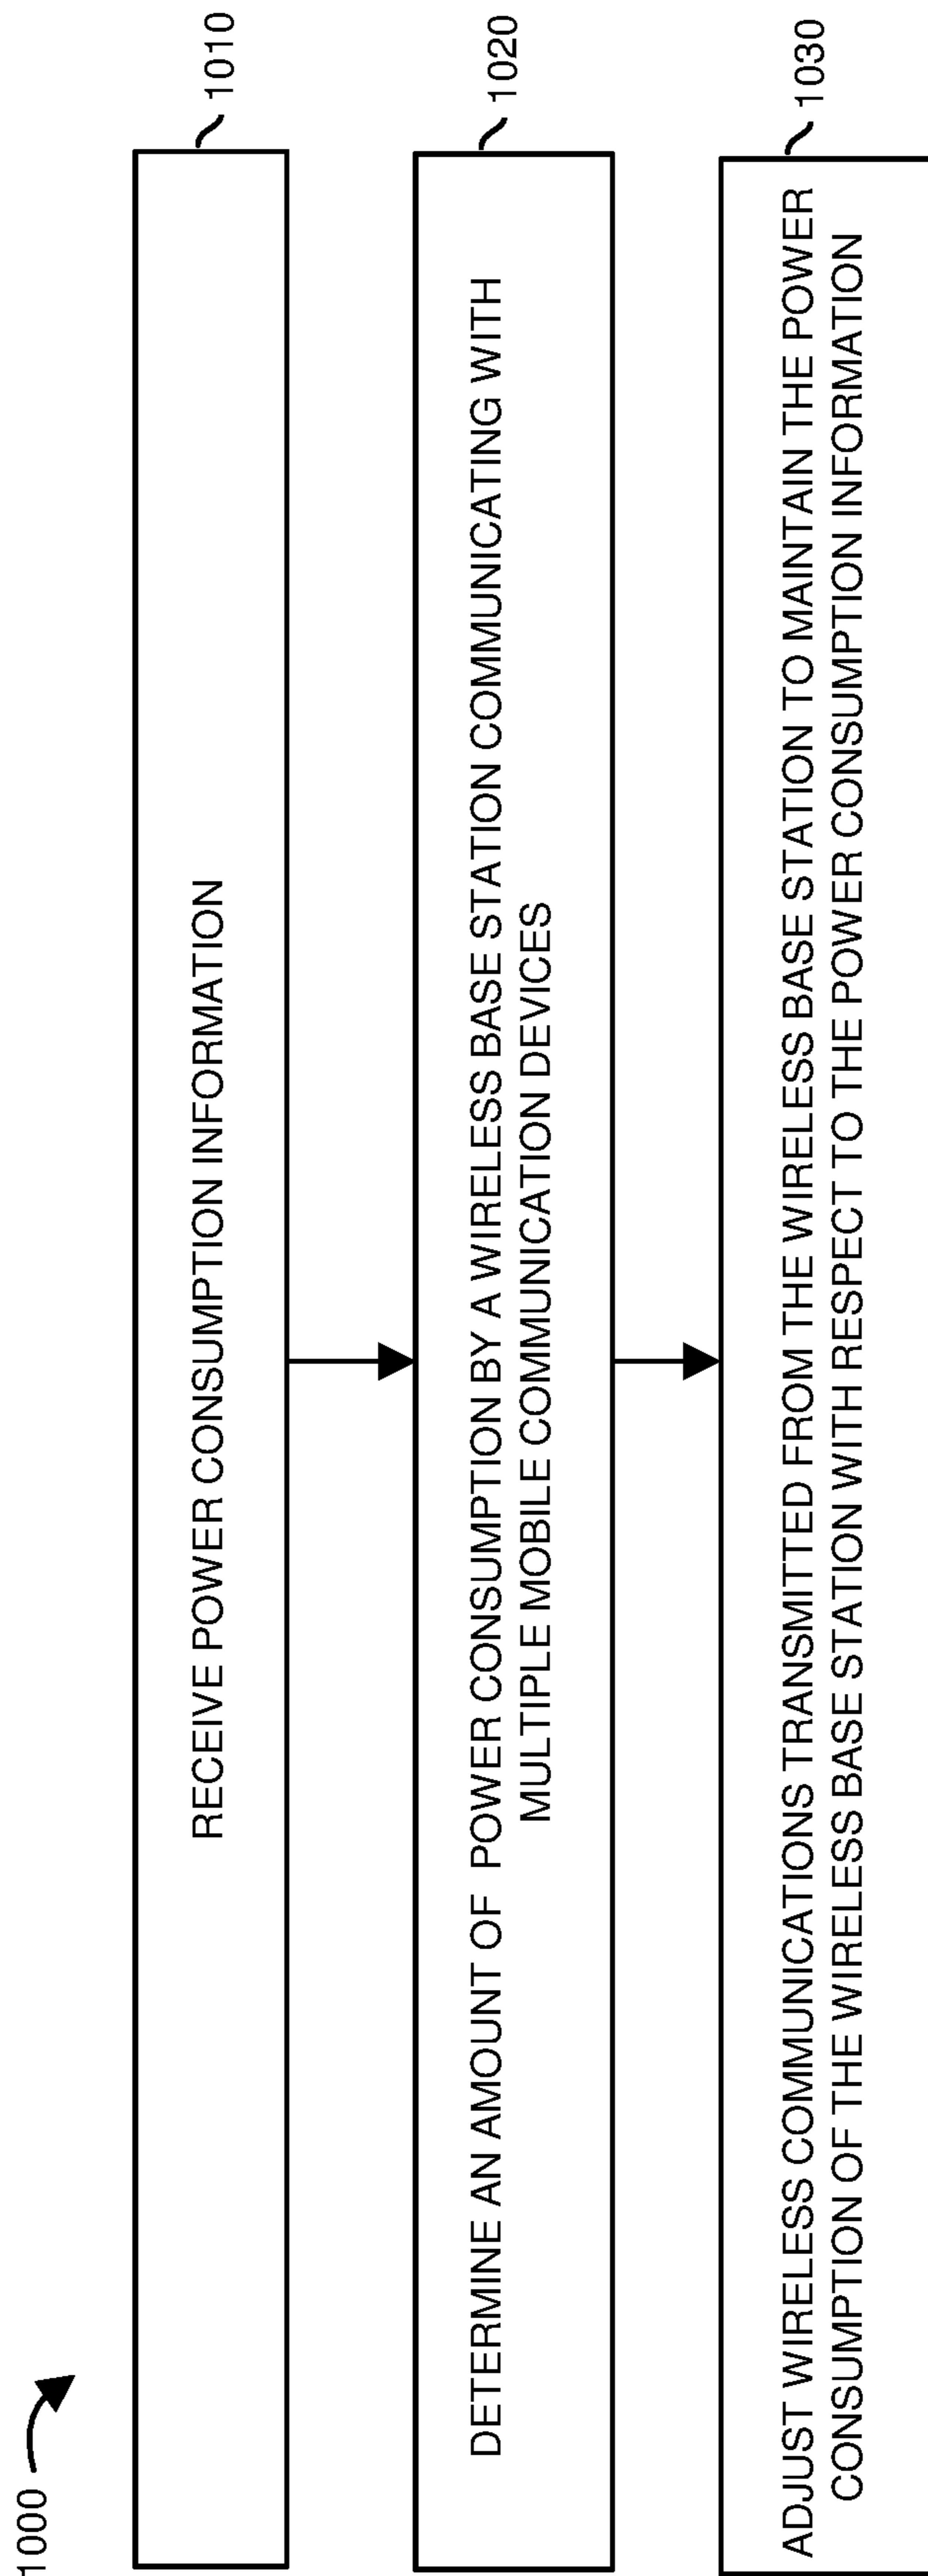 1000
RECEIVE POWER CONSUMPTION INFORMATION
1010
DETERMINE AN AMOUNT OF POWER CONSUMPTION BY A WIRELESS BASE STATION COMMUNICATING WITH
MULTIPLE MOBILE COMMUNICATION DEVICES
1020
ADJUST WIRELESS COMMUNICATIONS TRANSMITTED FROM THE WIRELESS BASE STATION TO MAINTAIN THE POWER
CONSUMPTION OF THE WIRELESS BASE STATION WITH RESPECT TO THE POWER CONSUMPTION INFORMATION
1030